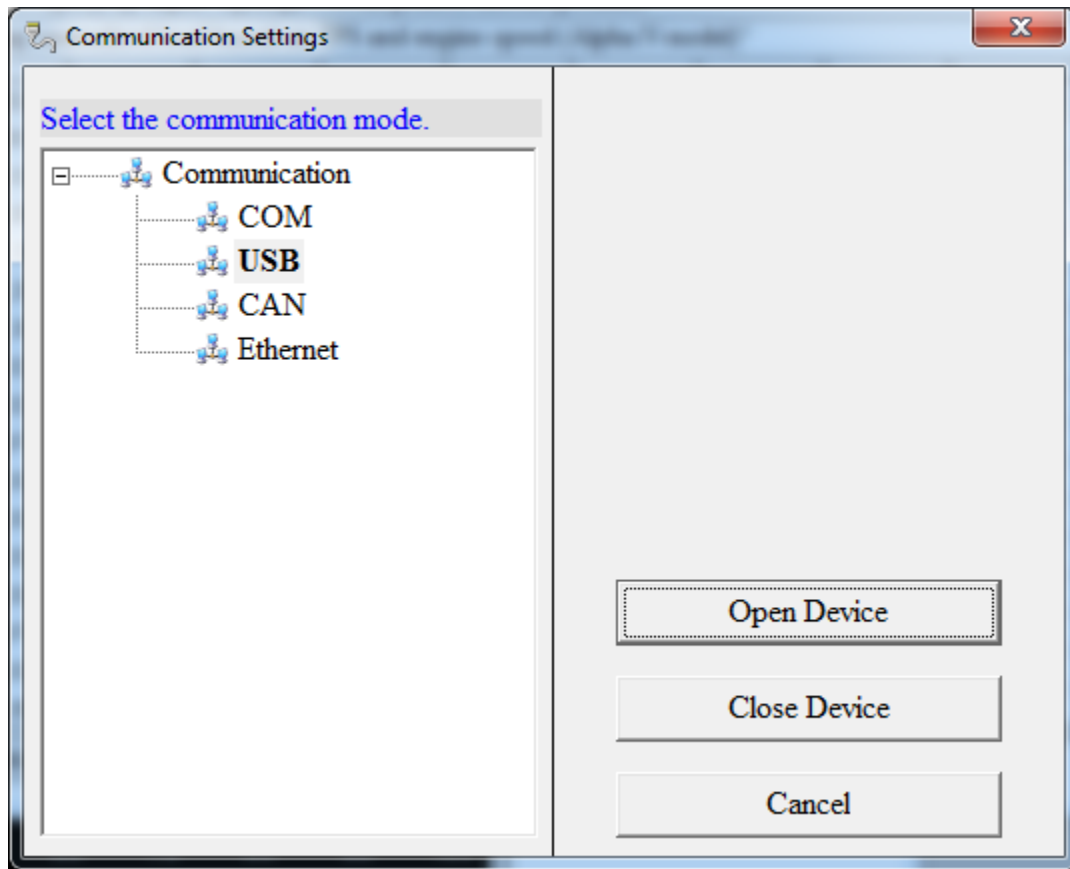 Communication Settings
Select the communication mode.
Communication
COM
USB
CAN
Ethernet
Open Device
Close Device
Cancel